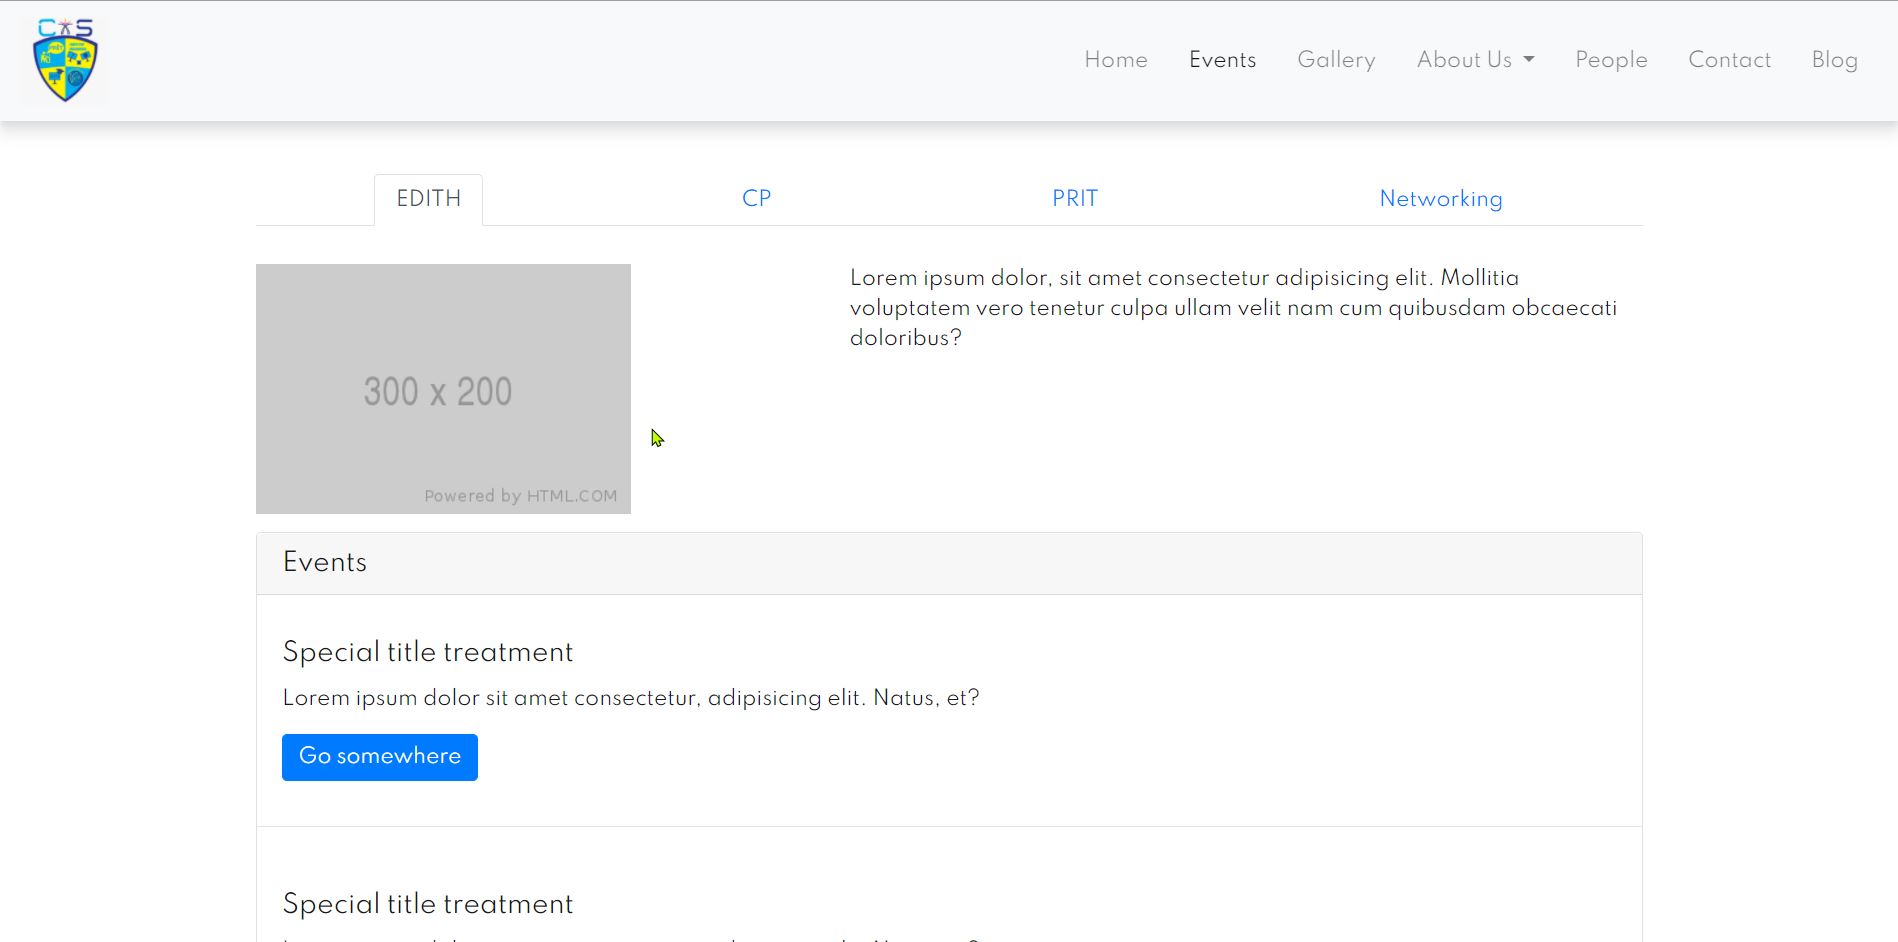 CTS
Home Events Gallery About Us People Contact Blog
EDITH CP PRIT Networking
Lorem ipsum dolor, sit amet consectetur adipisicing elit. Mollitia
voluptatem vero tenetur culpa ullam velit nam cum quibusdam obcaecati
doloribus?
300 x 200
Powered by HTML.COM
Events
Special title treatment
Lorem ipsum dolor sit amet consectetur, adipisicing elit. Natus, et?
Go somewhere
Special title treatment